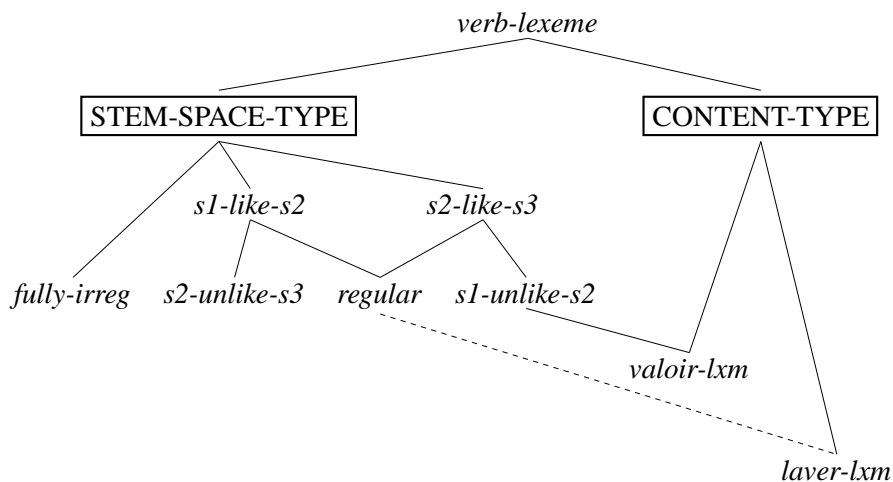 verb-lexeme
STEM-SPACE-TYPE CONTENT-TYPE
s1-like-s2 s2-like-s3
fully-irreg s2-unlike-s3 regular s1-unlike-s2
valoir-lxm
laver-lxm